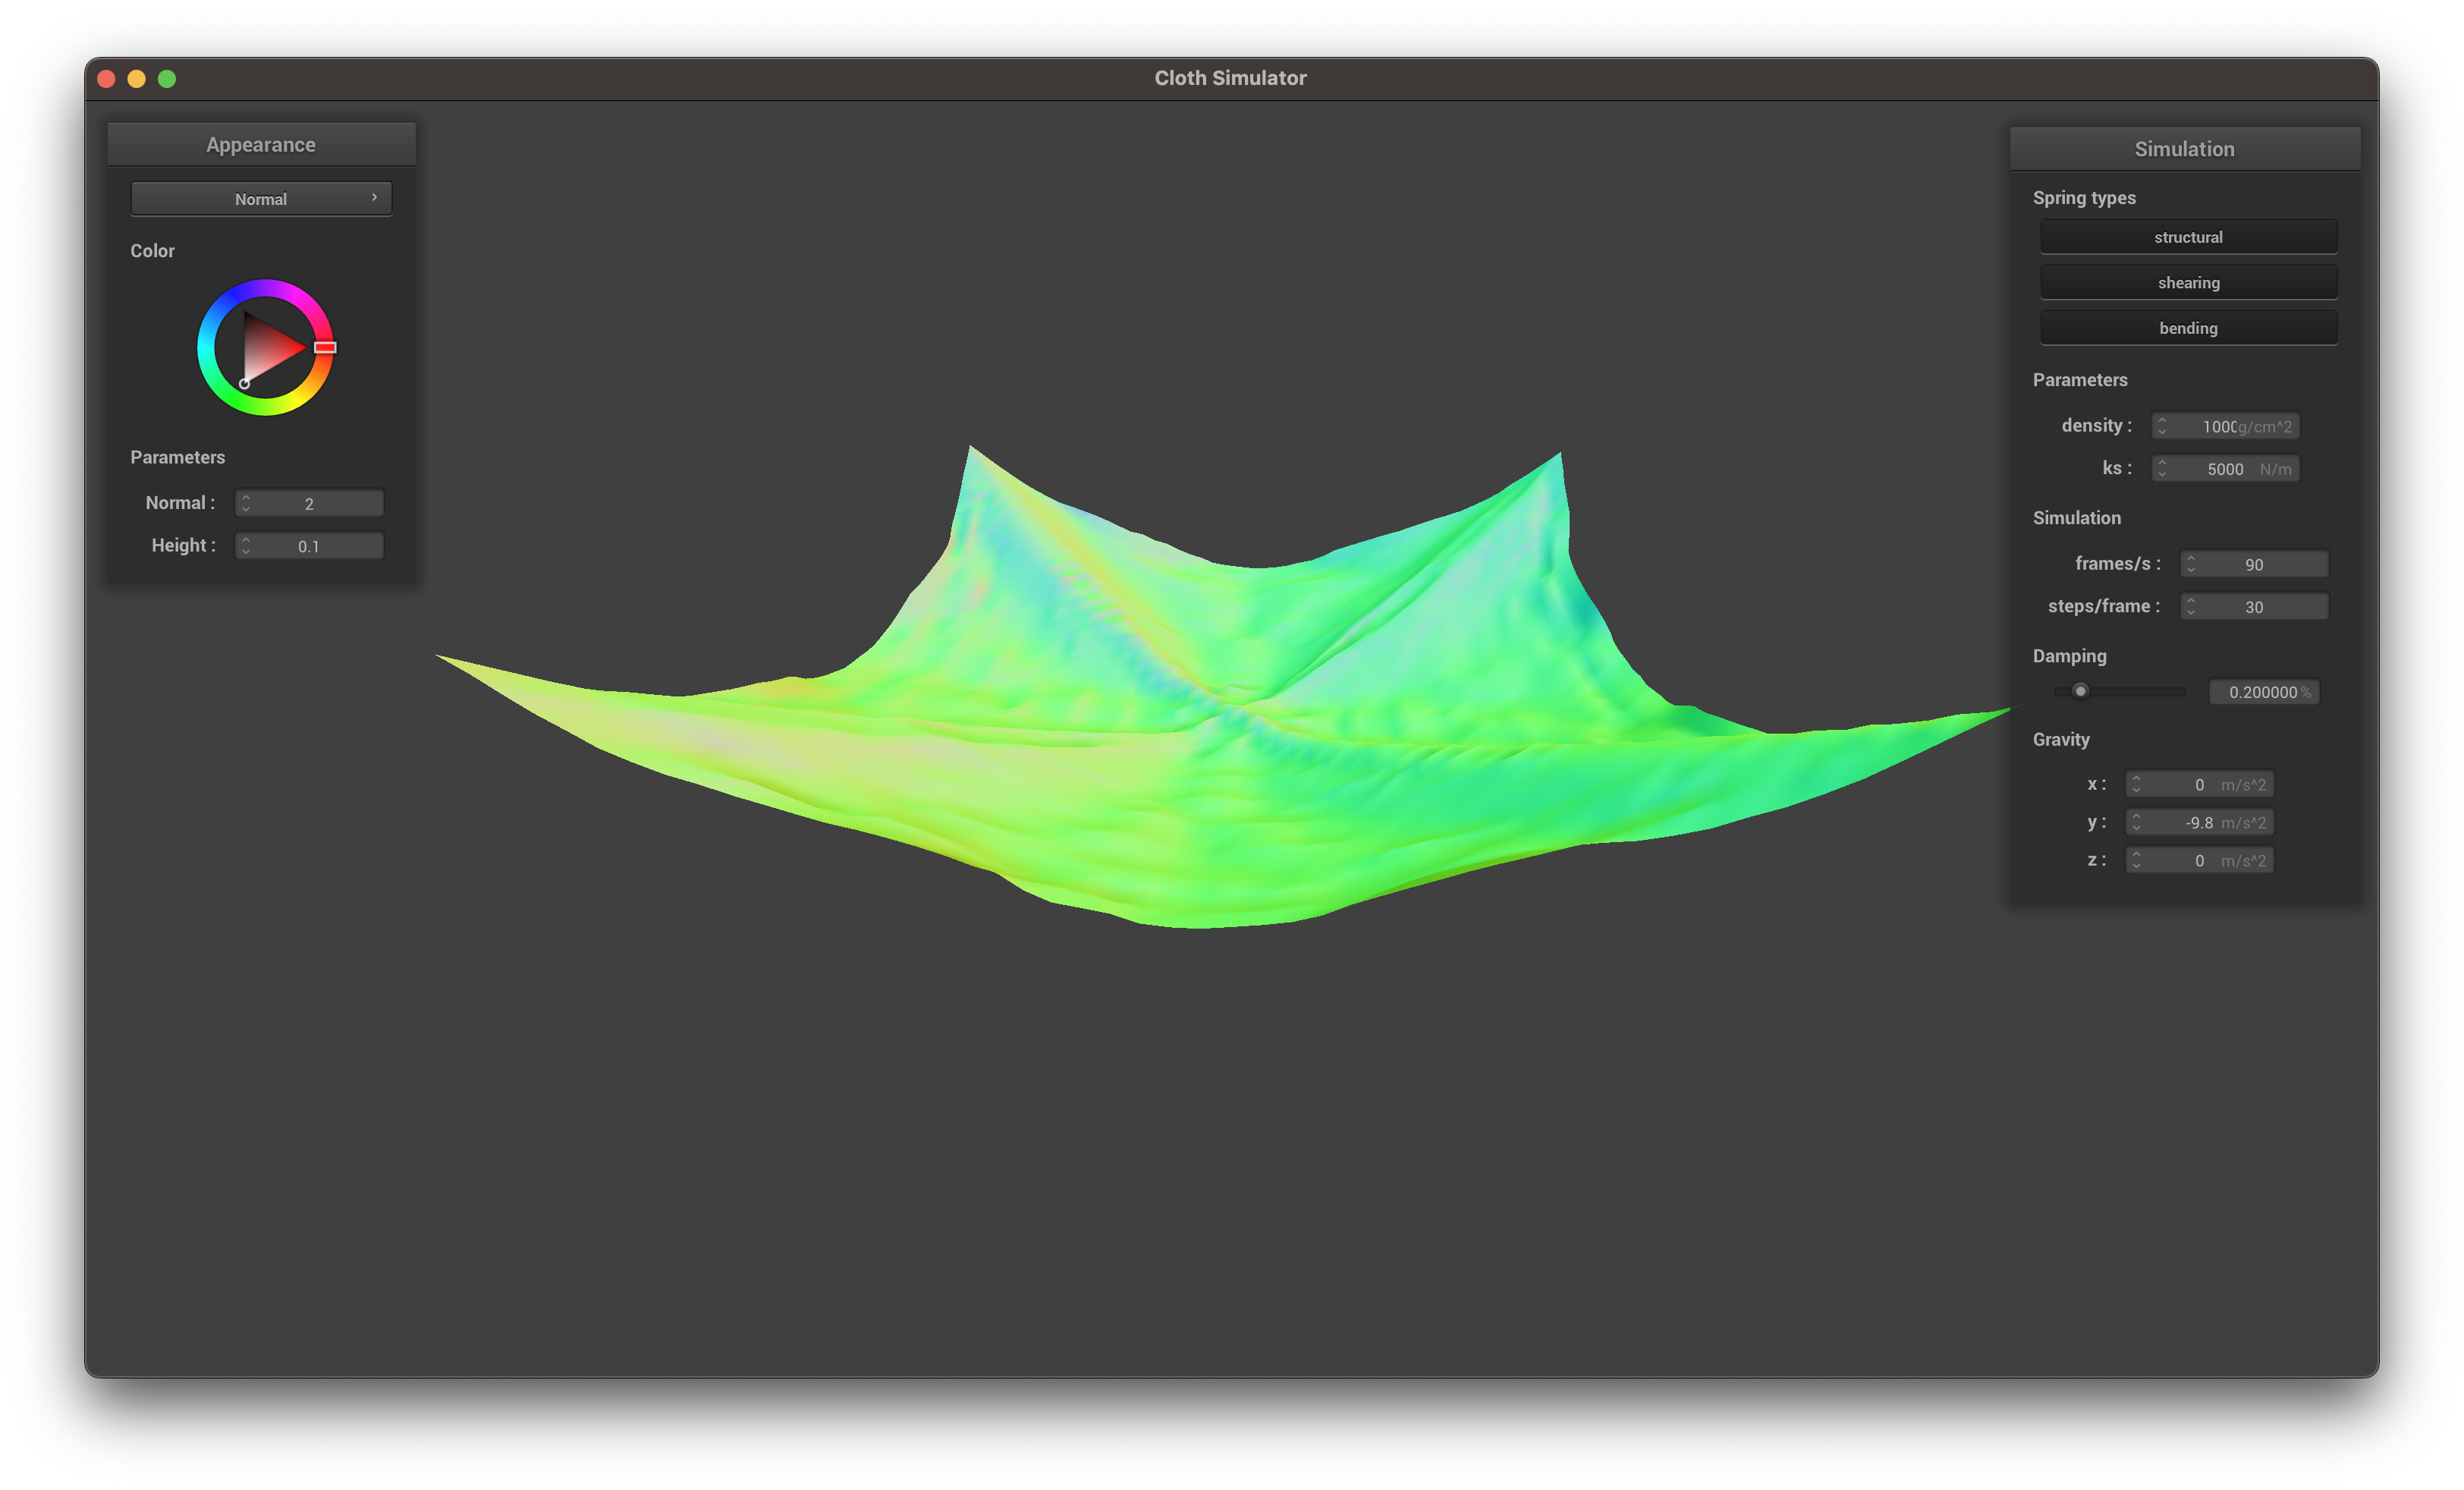 Cloth Simulator
Appearance
Normal
Color
Parameters
Normal : 2
Height : 0.1
Simulation
Spring types
structural
shearing
bending
Parameters
density : 1000 g/cm^2
ks : 5000 N/m
Simulation
frames/s : 90
steps/frame : 30
Damping
0.200000 %
Gravity
x : 0 m/s^2
y : -9.8 m/s^2
z : 0 m/s^2